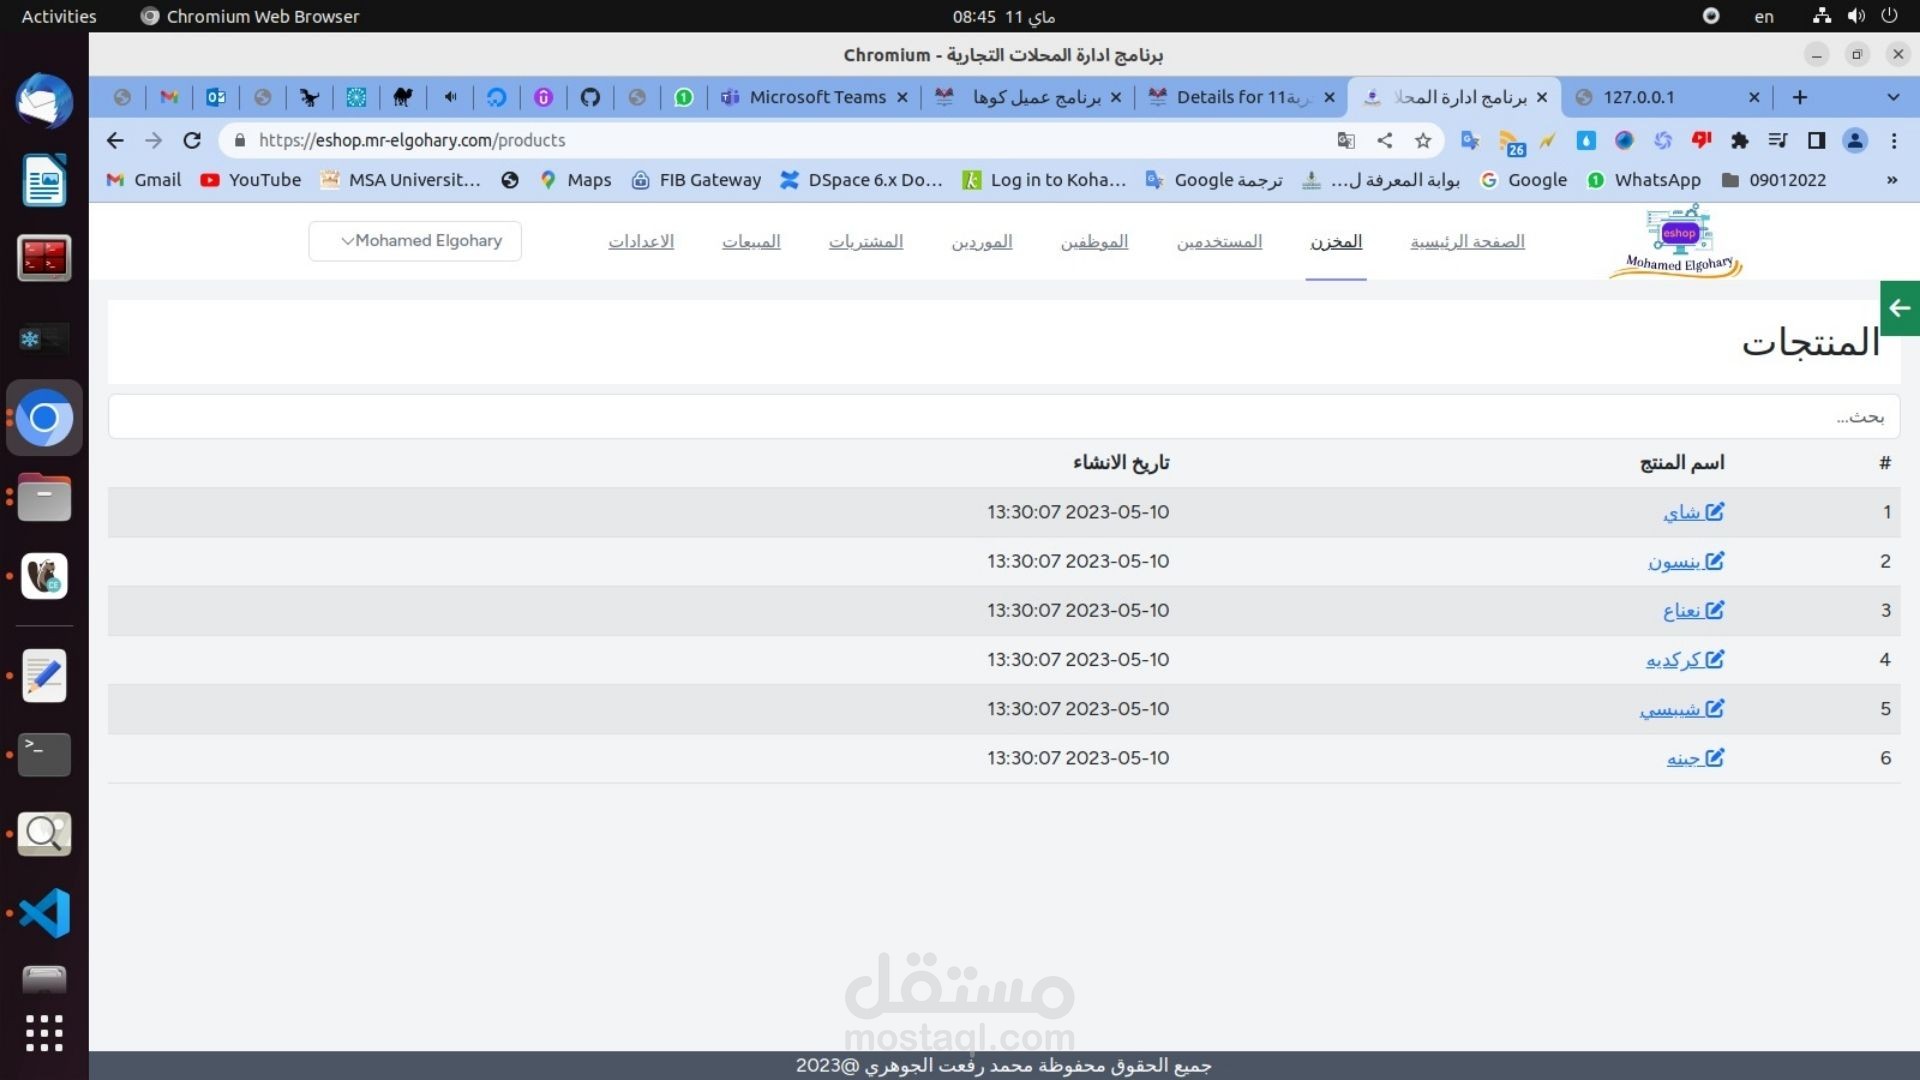 Activities Chromium Web Browser 08:45 11 ماي en
برنامج ادارة المحلات التجارية - Chromium
Microsoft Teams برنامج عميل كوها Details for 11 برنامج ادارة المحلا 127.0.0.1
https://eshop.mr-elgohary.com/products 26
Gmail YouTube MSA Universit... Maps FIB Gateway DSpace 6.x Do... Log in to Koha... ترجمة Google بوابة المعرفة ل... Google WhatsApp 09012022 »
eshop
Mohamed Elgohary
الصفحة الرئيسية المخزن المستخدمين الموظفين الموردين المشتريات المبيعات الاعدادات Mohamed Elgohary
المنتجات
بحث...
# اسم المنتج تاريخ الانشاء
1 شاي 2023-05-10 13:30:07
2 ينسون 2023-05-10 13:30:07
3 نعناع 2023-05-10 13:30:07
4 كركديه 2023-05-10 13:30:07
5 شيبسي 2023-05-10 13:30:07
6 جبنه 2023-05-10 13:30:07
مستقل
mostaql.com
جميع الحقوق محفوظة محمد رفعت الجوهري @2023